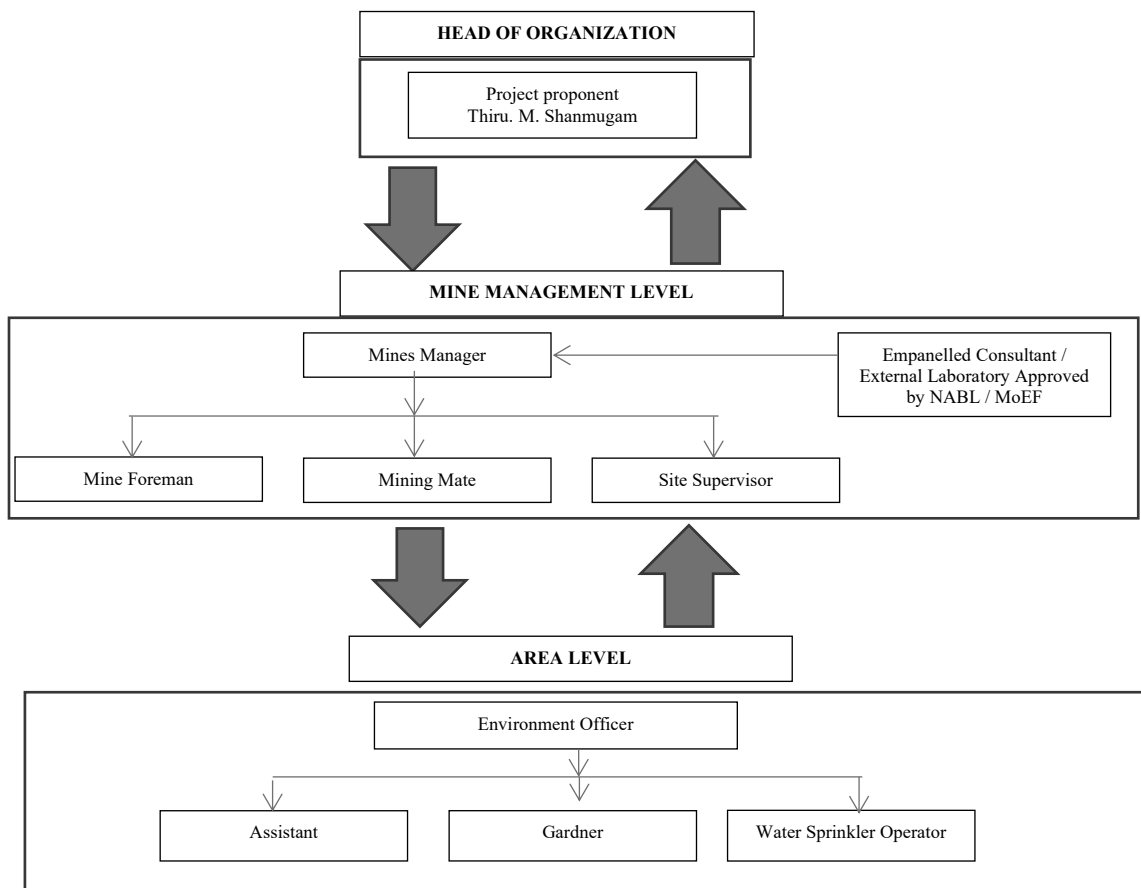 HEAD OF ORGANIZATION
Project proponent
Thiru. M. Shanmugam
MINE MANAGEMENT LEVEL
Mines Manager
Empanelled Consultant /
External Laboratory Approved
by NABL / MoEF
Mine Foreman
Mining Mate
Site Supervisor
AREA LEVEL
Environment Officer
Assistant
Gardner
Water Sprinkler Operator